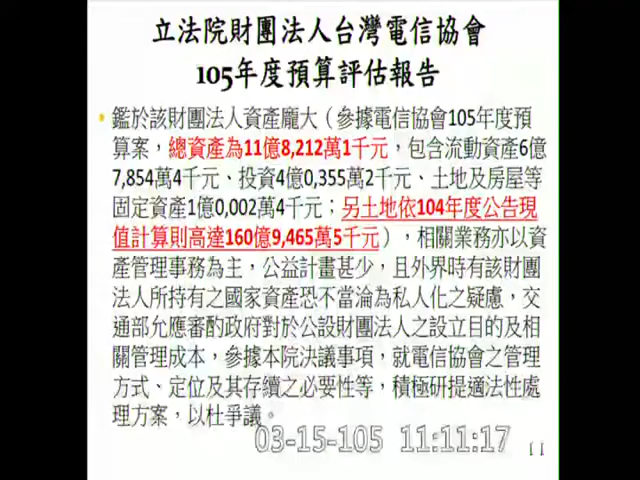 立法院財團法人台灣電信協會
105年度預算評估報告
• 鑑於該財團法人資產龐大（參據電信協會105年度預
算案，總資產為11億8,212萬1千元，包含流動資產6億
7,854萬4千元、投資4億0,355萬2千元、土地及房屋等
固定資產1億0,002萬4千元；另土地依104年度公告現
值計算則高達160億9,465萬5千元），相關業務亦以資
產管理事務為主，公益計畫甚少，且外界時有該財團
法人所持有之國家資產恐不當淪為私人化之疑慮，交
通部允應審酌政府對於公設財團法人之設立目的及相
關管理成本，參據本院決議事項，就電信協會之管理
方式、定位及其存續之必要性等，積極研提適法性處
理方案，以杜爭議。
03-15-105 11:11:17
11